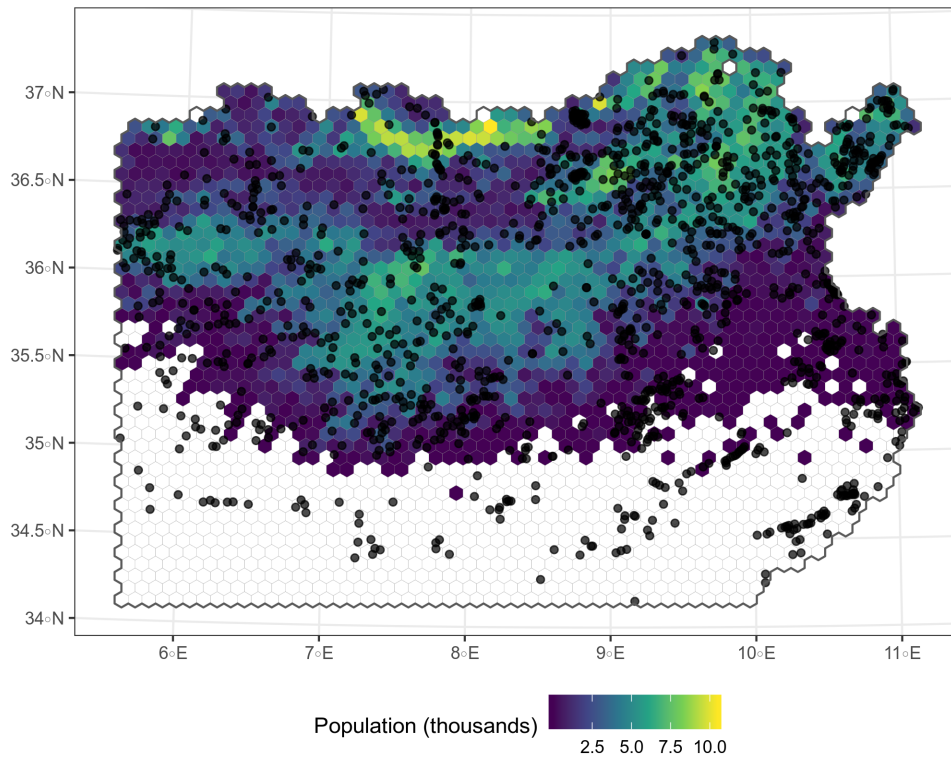 37◦N
36.5◦N
36◦N
35.5◦N
35◦N
34.5◦N
34◦N
6◦E 7◦E 8◦E 9◦E 10◦E 11◦E
Population (thousands)
2.5 5.0 7.5 10.0